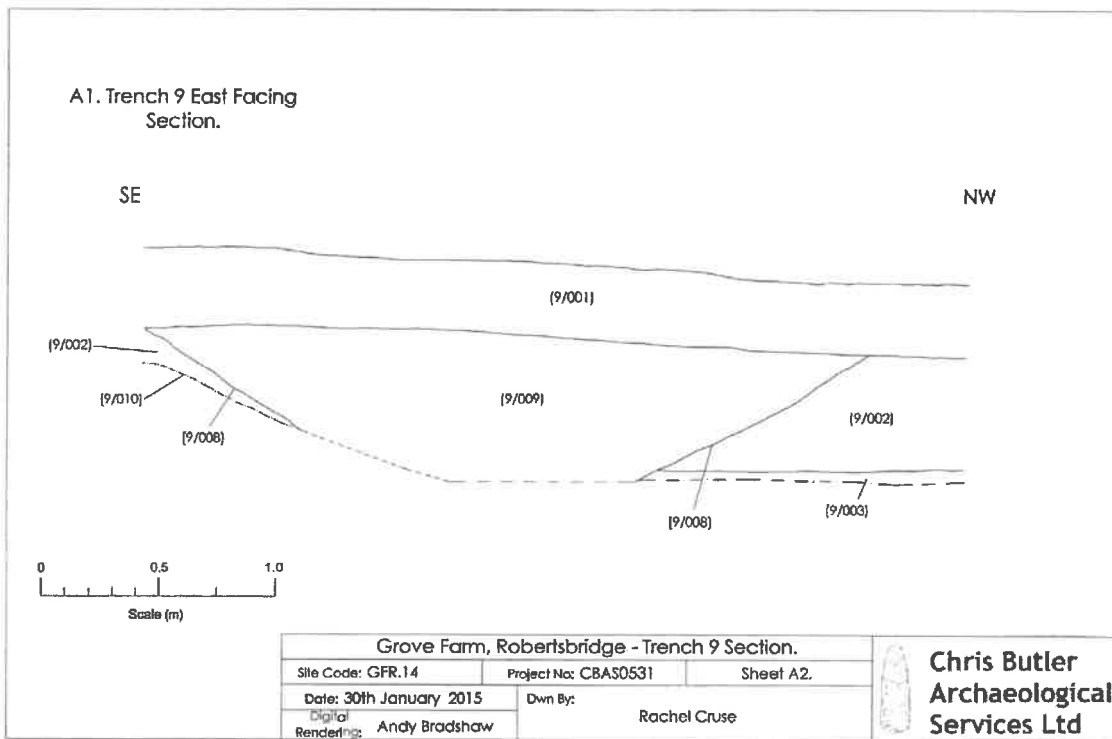 A1. Trench 9 East Facing
Section.
SE
NW
(9/001)
(9/002)
[9/010]
[9/008]
(9/009)
(9/002)
[9/008]
(9/003)
0
0.5
1.0
Scale (m)
Grove Farm, Robertsbridge - Trench 9 Section.
Site Code: GFR.14
Project No: CBAS0531
Sheet A2.
Date: 30th January 2015
Dwn By:
Rachel Cruse
Digital
Rendering: Andy Bradshaw
Chris Butler
Archaeological
Services Ltd